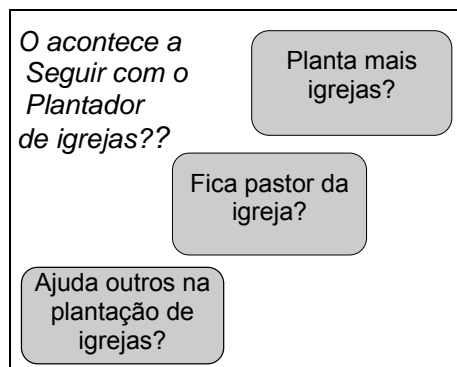 O acontece a
Seguir com o
Plantador
de igrejas??
Planta mais
igrejas?
Fica pastor da
igreja?
Ajuda outros na
plantação de
igrejas?